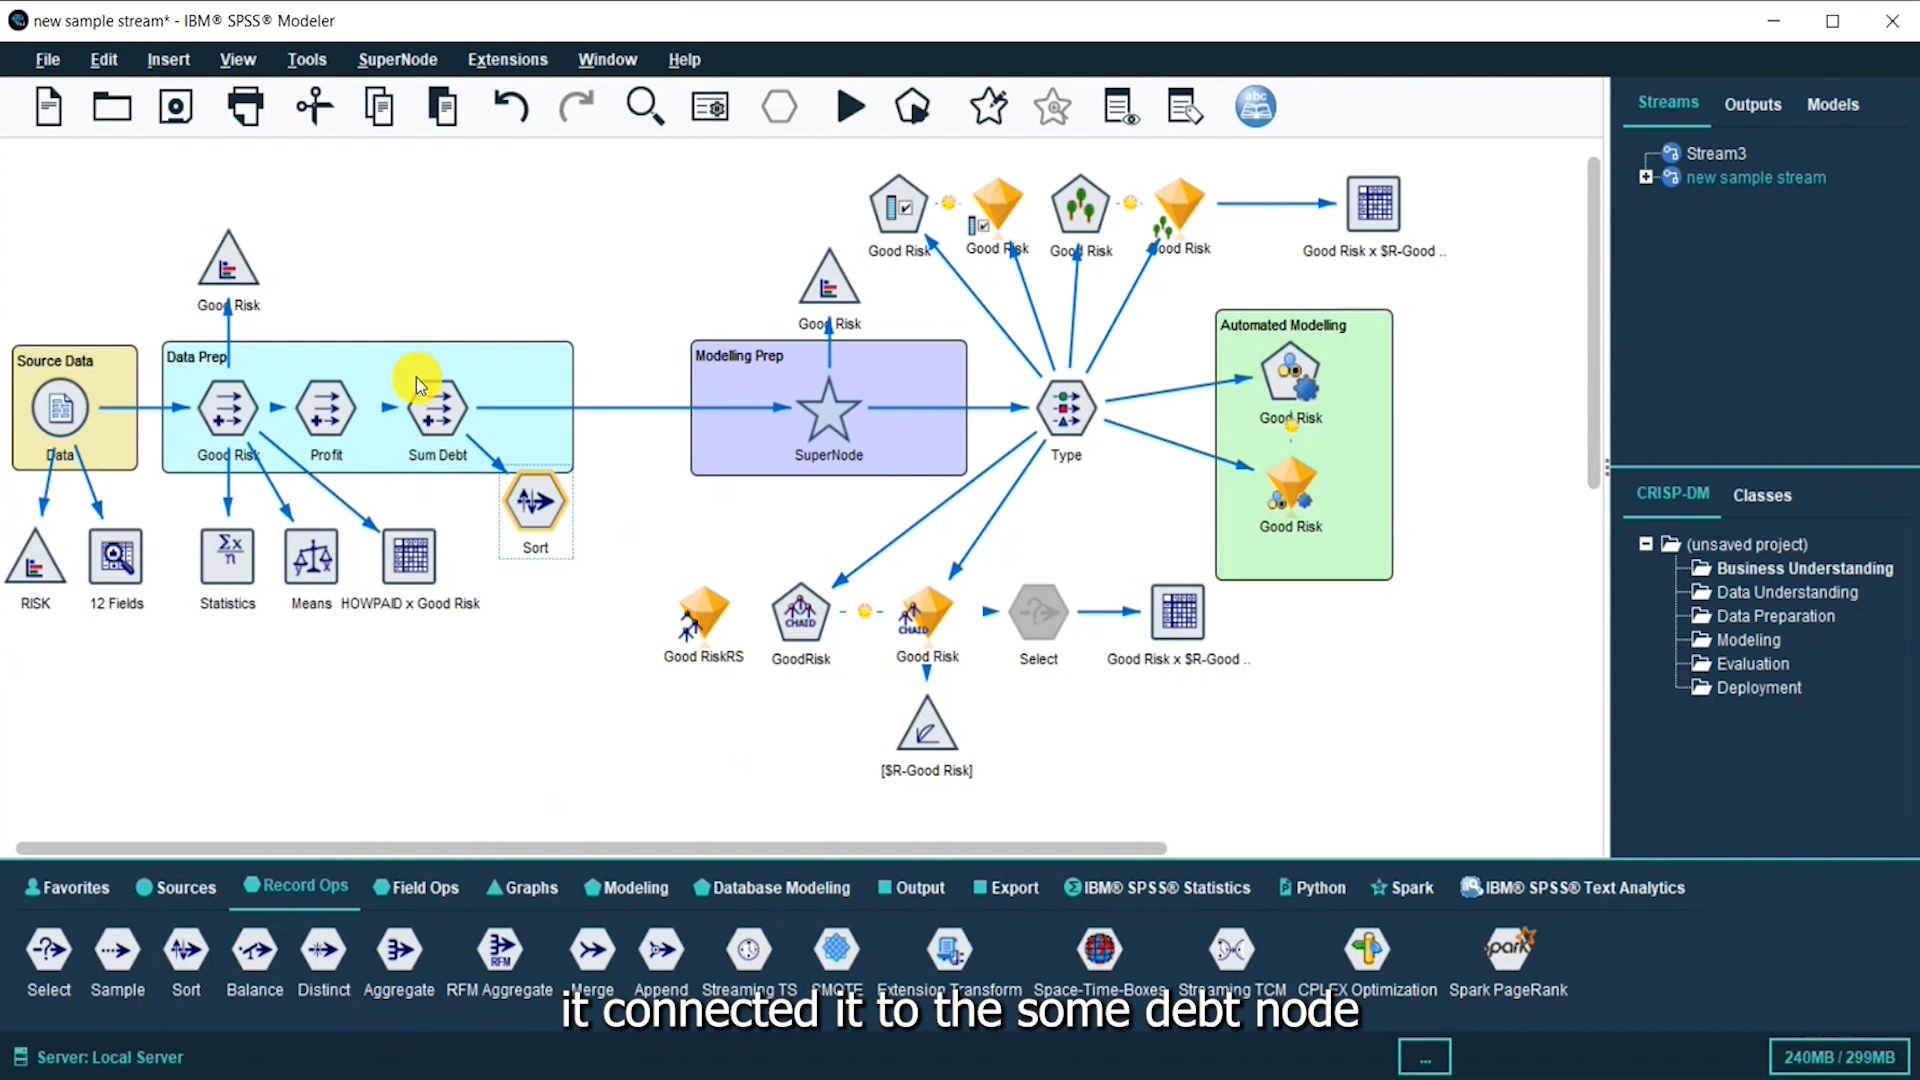 new sample stream* - IBM® SPSS® Modeler
File Edit Insert View Tools SuperNode Extensions Window Help
abc
Streams Outputs Models
Stream3
new sample stream
Good Risk Good Risk Good Risk Good Risk Good Risk x $R-Good ..
Good Risk
Good Risk
Automated Modelling
Source Data
Data Prep
Modelling Prep
Good Risk
Data Good Risk Profit Sum Debt SuperNode Type
Good Risk
Sort
CHAID CHAID
RISK 12 Fields Statistics Means HOWPAID x Good Risk
Σx
n
Good RiskRS GoodRisk Good Risk Select Good Risk x $R-Good ..
[$R-Good Risk]
CRISP-DM Classes
(unsaved project)
Business Understanding
Data Understanding
Data Preparation
Modeling
Evaluation
Deployment
Favorites Sources Record Ops Field Ops Graphs Modeling Database Modeling Output Export IBM® SPSS® Statistics Python Spark IBM® SPSS® Text Analytics
RFM
Spark
Select Sample Sort Balance Distinct Aggregate RFM Aggregate Merge Append Streaming TS SMOTE Extension Transform Space-Time-Boxes Streaming TCM CPLEX Optimization Spark PageRank
it connected it to the some debt node
Server: Local Server ... 240MB / 299MB